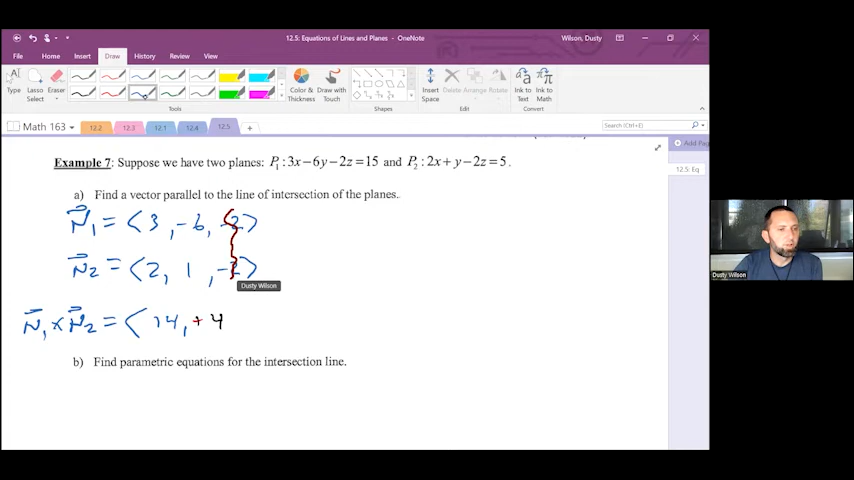 12.5: Equations of Lines and Planes - OneNote
Wilson, Dusty
File Home Insert Draw History Review View
Type
Lasso Select
Eraser
Tools
Color & Thickness
Draw with Touch
Shapes
Insert Space
Delete
Arrange
Rotate
Edit
Ink to Text
Ink to Math
Convert
Math 163 12.2 12.3 12.1 12.4 12.5 +
Search (Ctrl+E)
Add Pag
12.5: Eq
Example 7: Suppose we have two planes: P₁: 3x−6y−2z=15 and P₂: 2x+y−2z=5.
a) Find a vector parallel to the line of intersection of the planes.
N⃗₁ = ⟨3, −6, −2⟩
N⃗₂ = ⟨2, 1, −2⟩
Dusty Wilson
N⃗₁ × N⃗₂ = ⟨14, +4
b) Find parametric equations for the intersection line.
Dusty Wilson